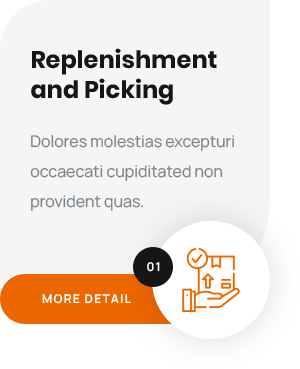 Replenishment
and Picking
Dolores molestias excepturi
occaecati cupiditated non
provident quas.
01
MORE DETAIL